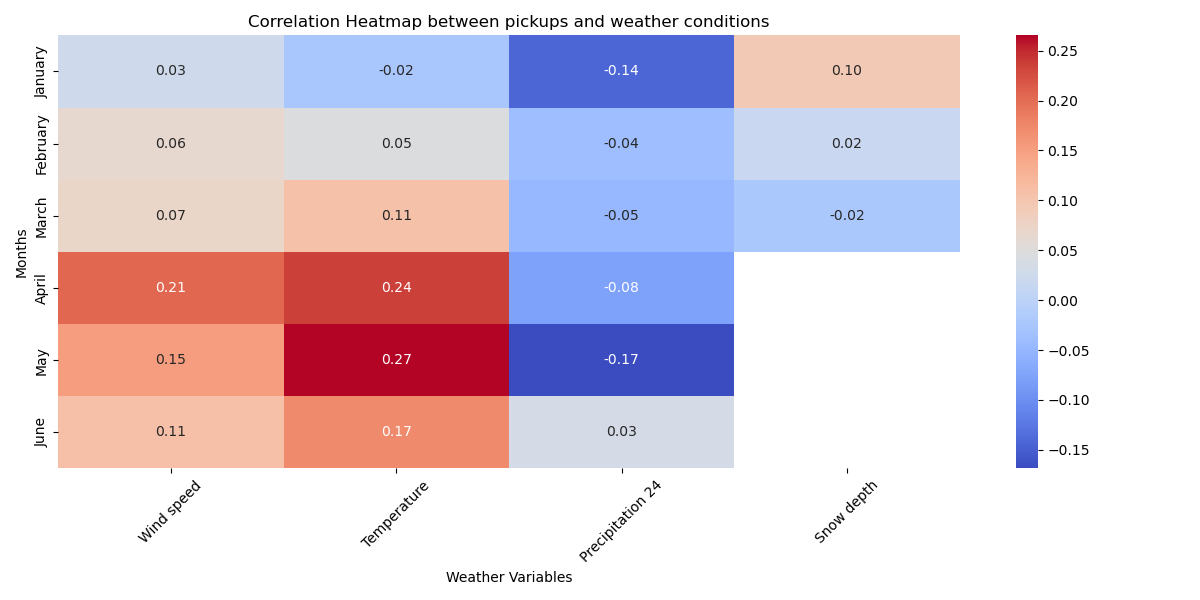 Correlation Heatmap between pickups and weather conditions
Months
January
0.03 -0.02 -0.14 0.10
February
0.06 0.05 -0.04 0.02
March
0.07 0.11 -0.05 -0.02
April
0.21 0.24 -0.08
May
0.15 0.27 -0.17
June
0.11 0.17 0.03
Wind speed
Temperature
Precipitation 24
Snow depth
Weather Variables
0.25
0.20
0.15
0.10
0.05
0.00
−0.05
−0.10
−0.15